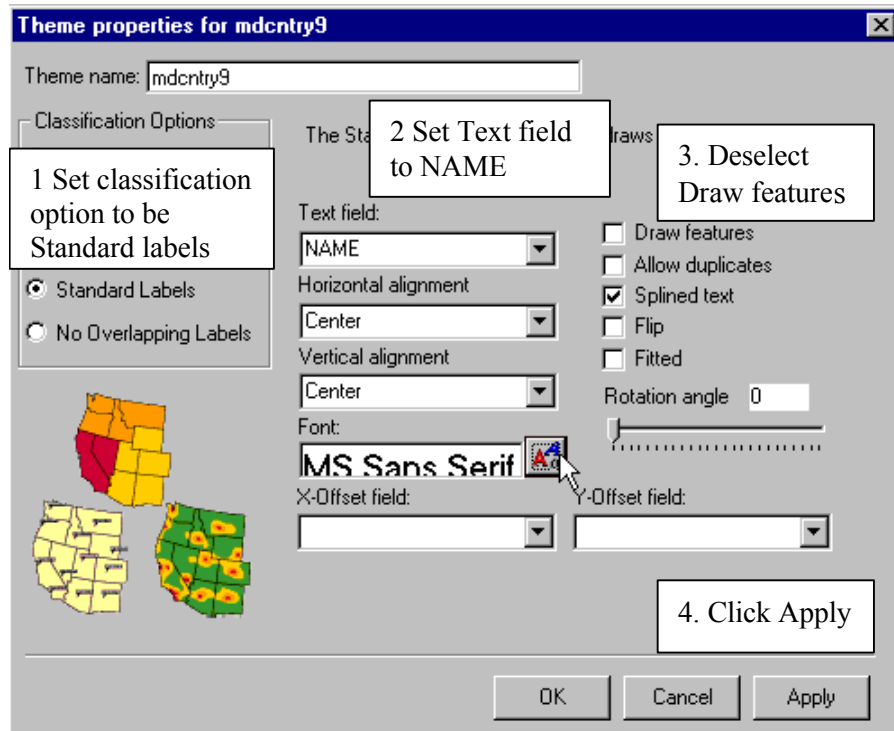 Theme properties for mdcntry9
Theme name: mdcntry9
Classification Options
1 Set classification
option to be
Standard labels
Standard Labels
No Overlapping Labels
The Sta
2 Set Text field
to NAME
raws
3. Deselect
Draw features
Text field:
NAME
Horizontal alignment
Center
Vertical alignment
Center
Font:
MS Sans Serif
X-Offset field:
Y-Offset field:
Draw features
Allow duplicates
Splined text
Flip
Fitted
Rotation angle 0
4. Click Apply
OK
Cancel
Apply